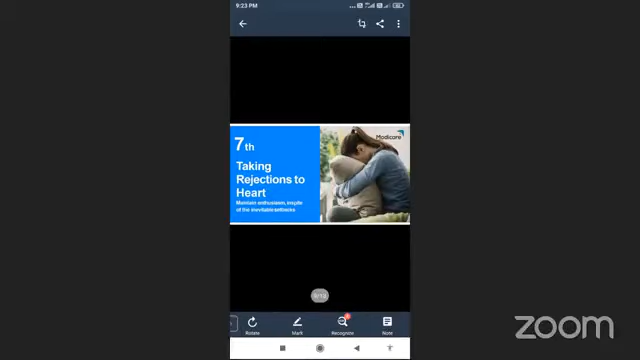 9:23 PM
7th
Modicare
Taking
Rejections to
Heart
Maintain enthusiasm, inspite
of the inevitable setbacks
Rotate
Mark
Recognize
Note
zoom